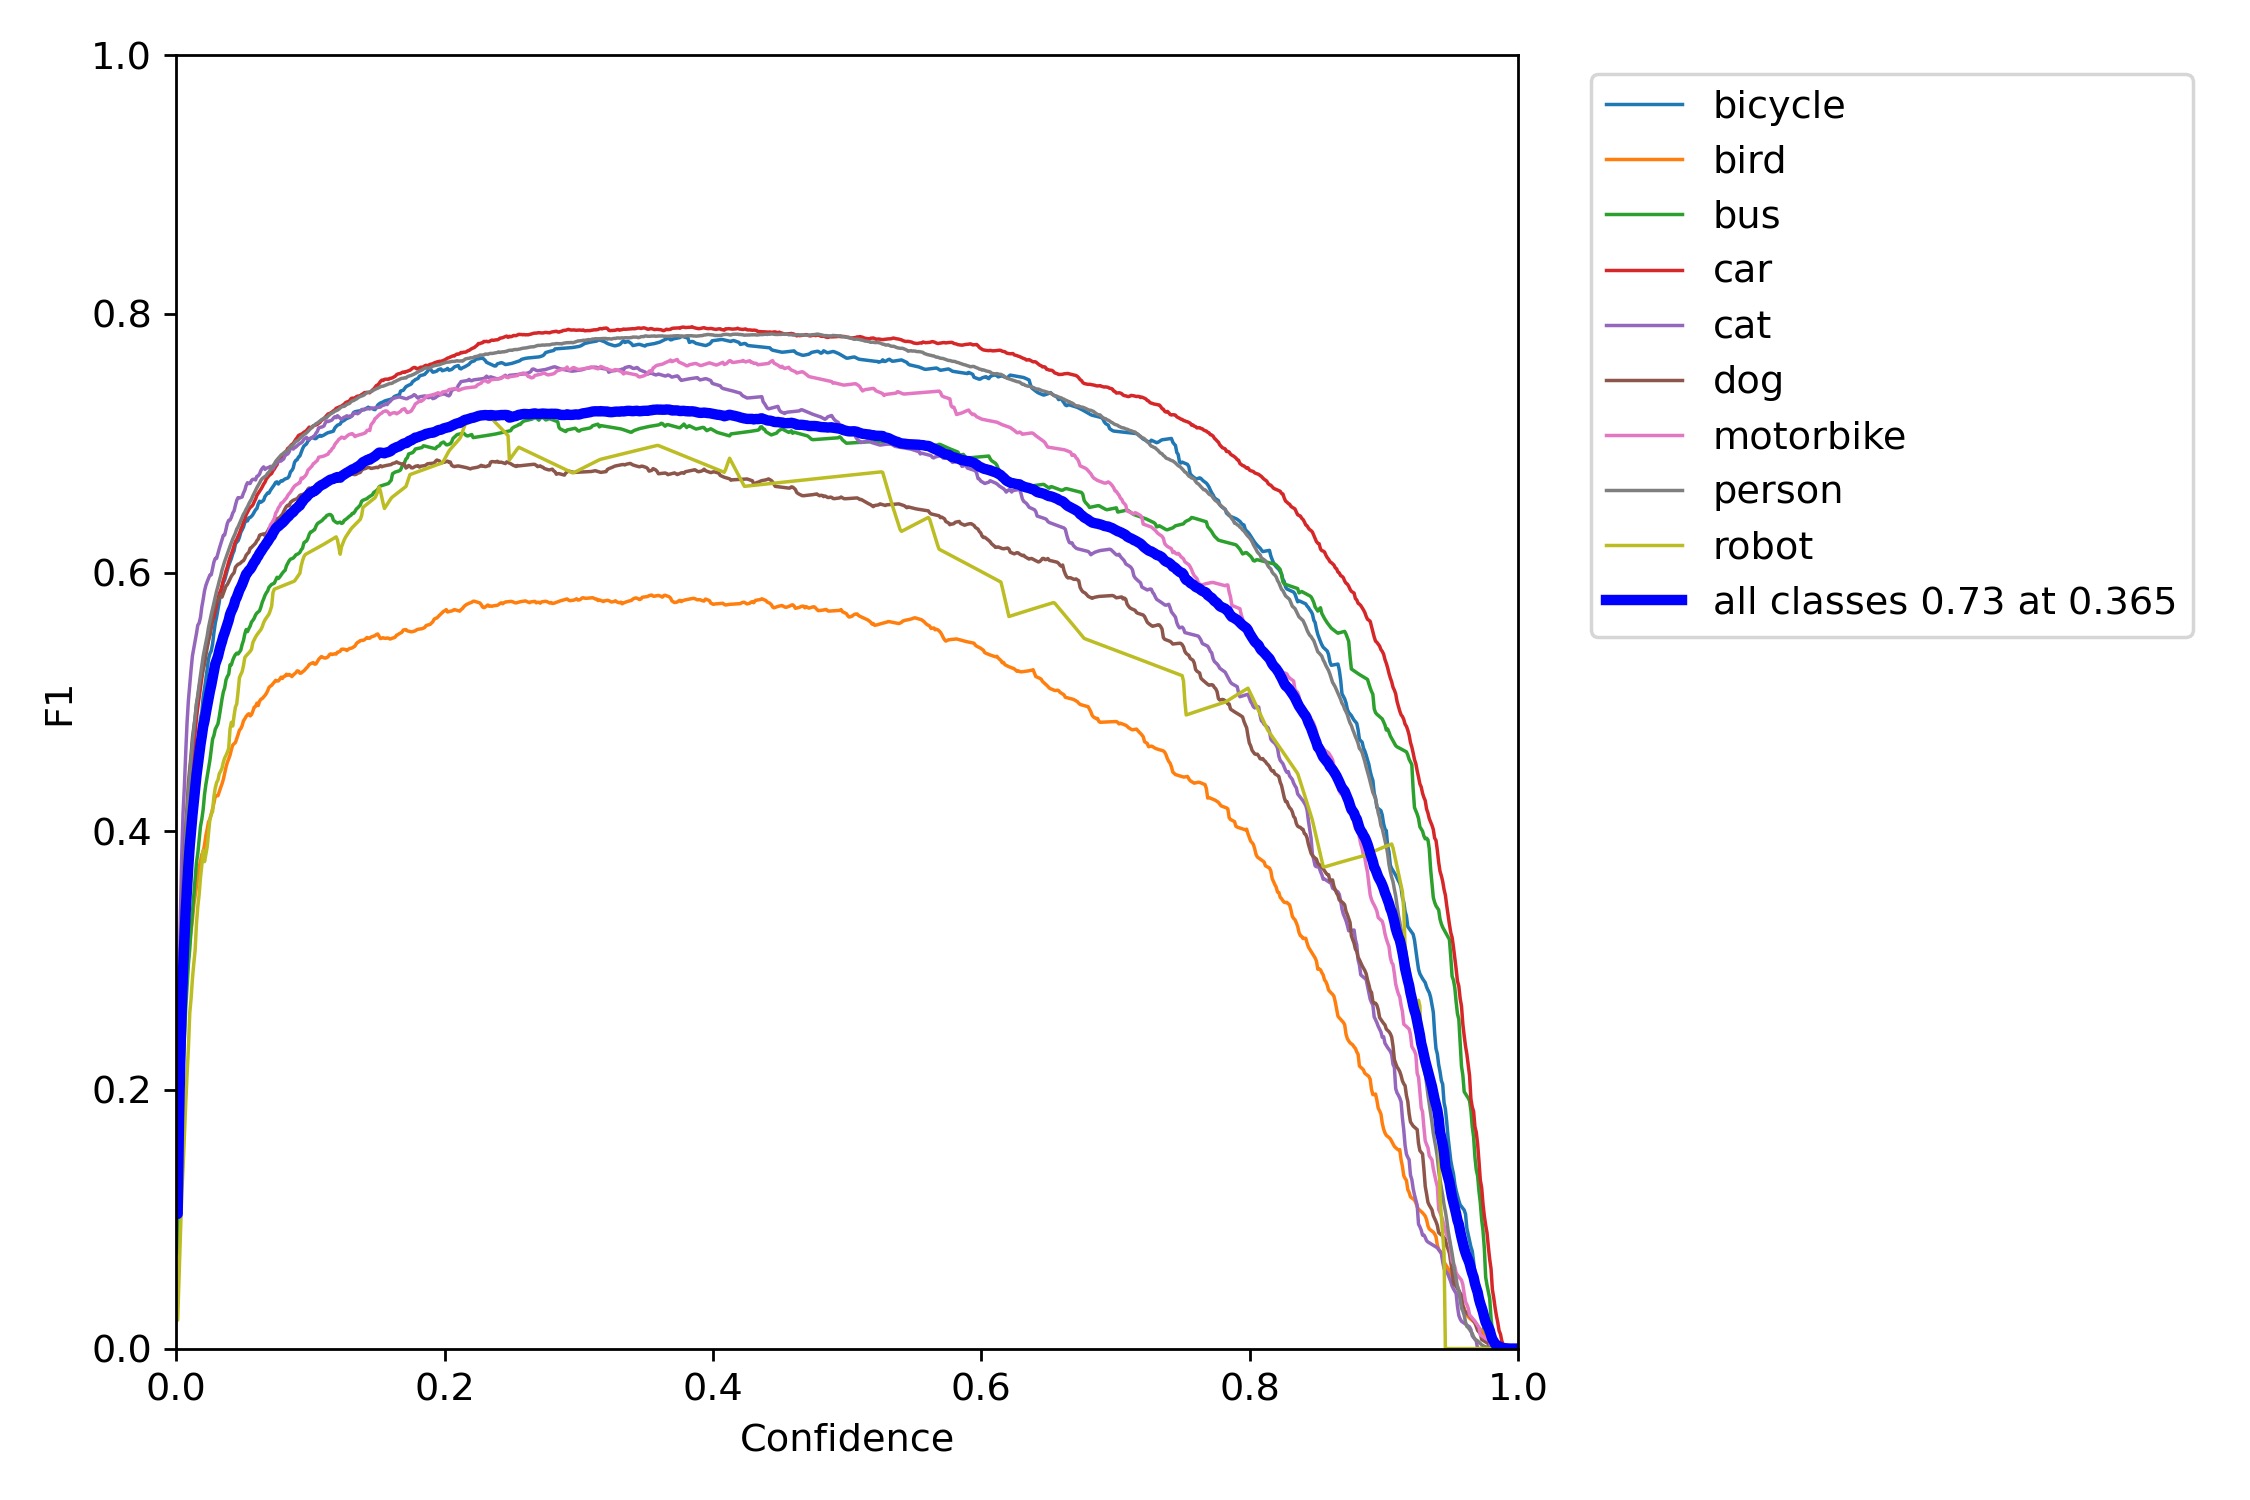 1.0
0.8
0.6
0.4
0.2
0.0
F1
0.0 0.2 0.4 0.6 0.8 1.0
Confidence
bicycle
bird
bus
car
cat
dog
motorbike
person
robot
all classes 0.73 at 0.365